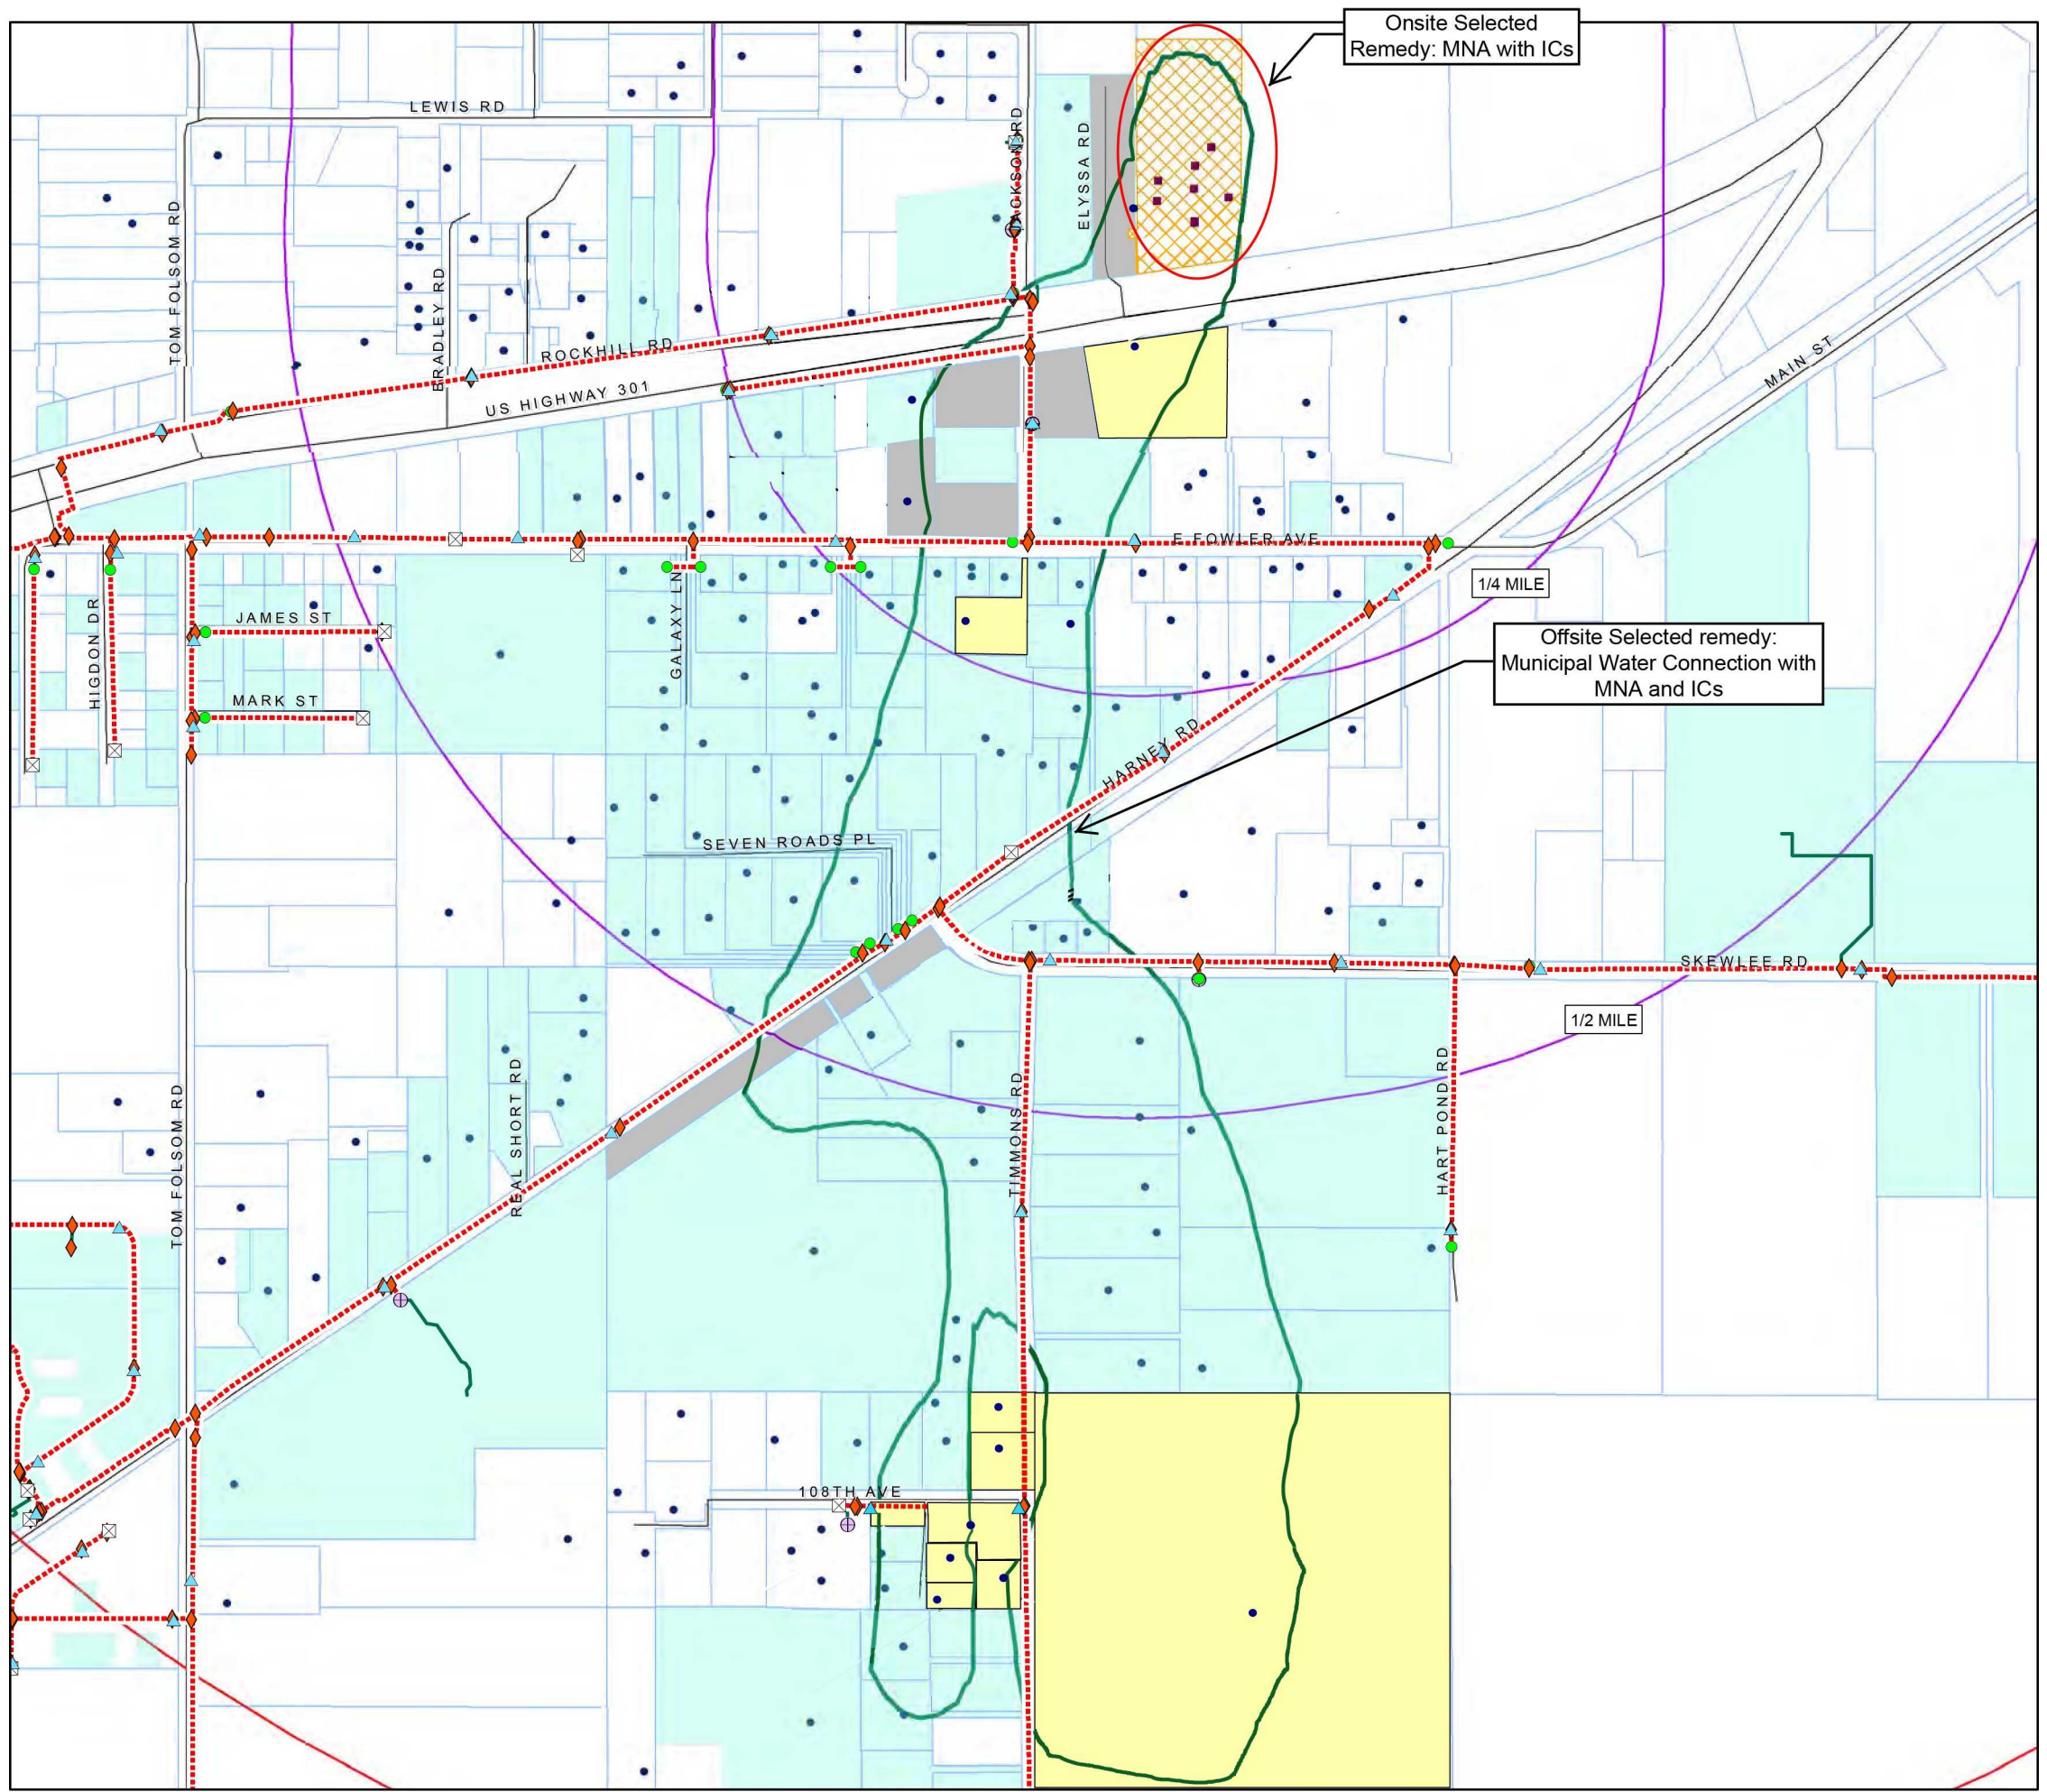 Onsite Selected
Remedy: MNA with ICs
LEWIS RD
JACKSON RD
ELYSSA RD
TOM FOLSOM RD
BRADLEY RD
ROCKHILL RD
US HIGHWAY 301
MAIN ST
E FOWLER AVE
1/4 MILE
JAMES ST
HIGDON DR
GALAXY LN
MARK ST
Offsite Selected remedy:
Municipal Water Connection with
MNA and ICs
HARNEY RD
SEVEN ROADS PL
SKEWLEE RD
1/2 MILE
TOM FOLSOM RD
REAL SHORT RD
TIMMONS RD
HART POND RD
108TH AVE